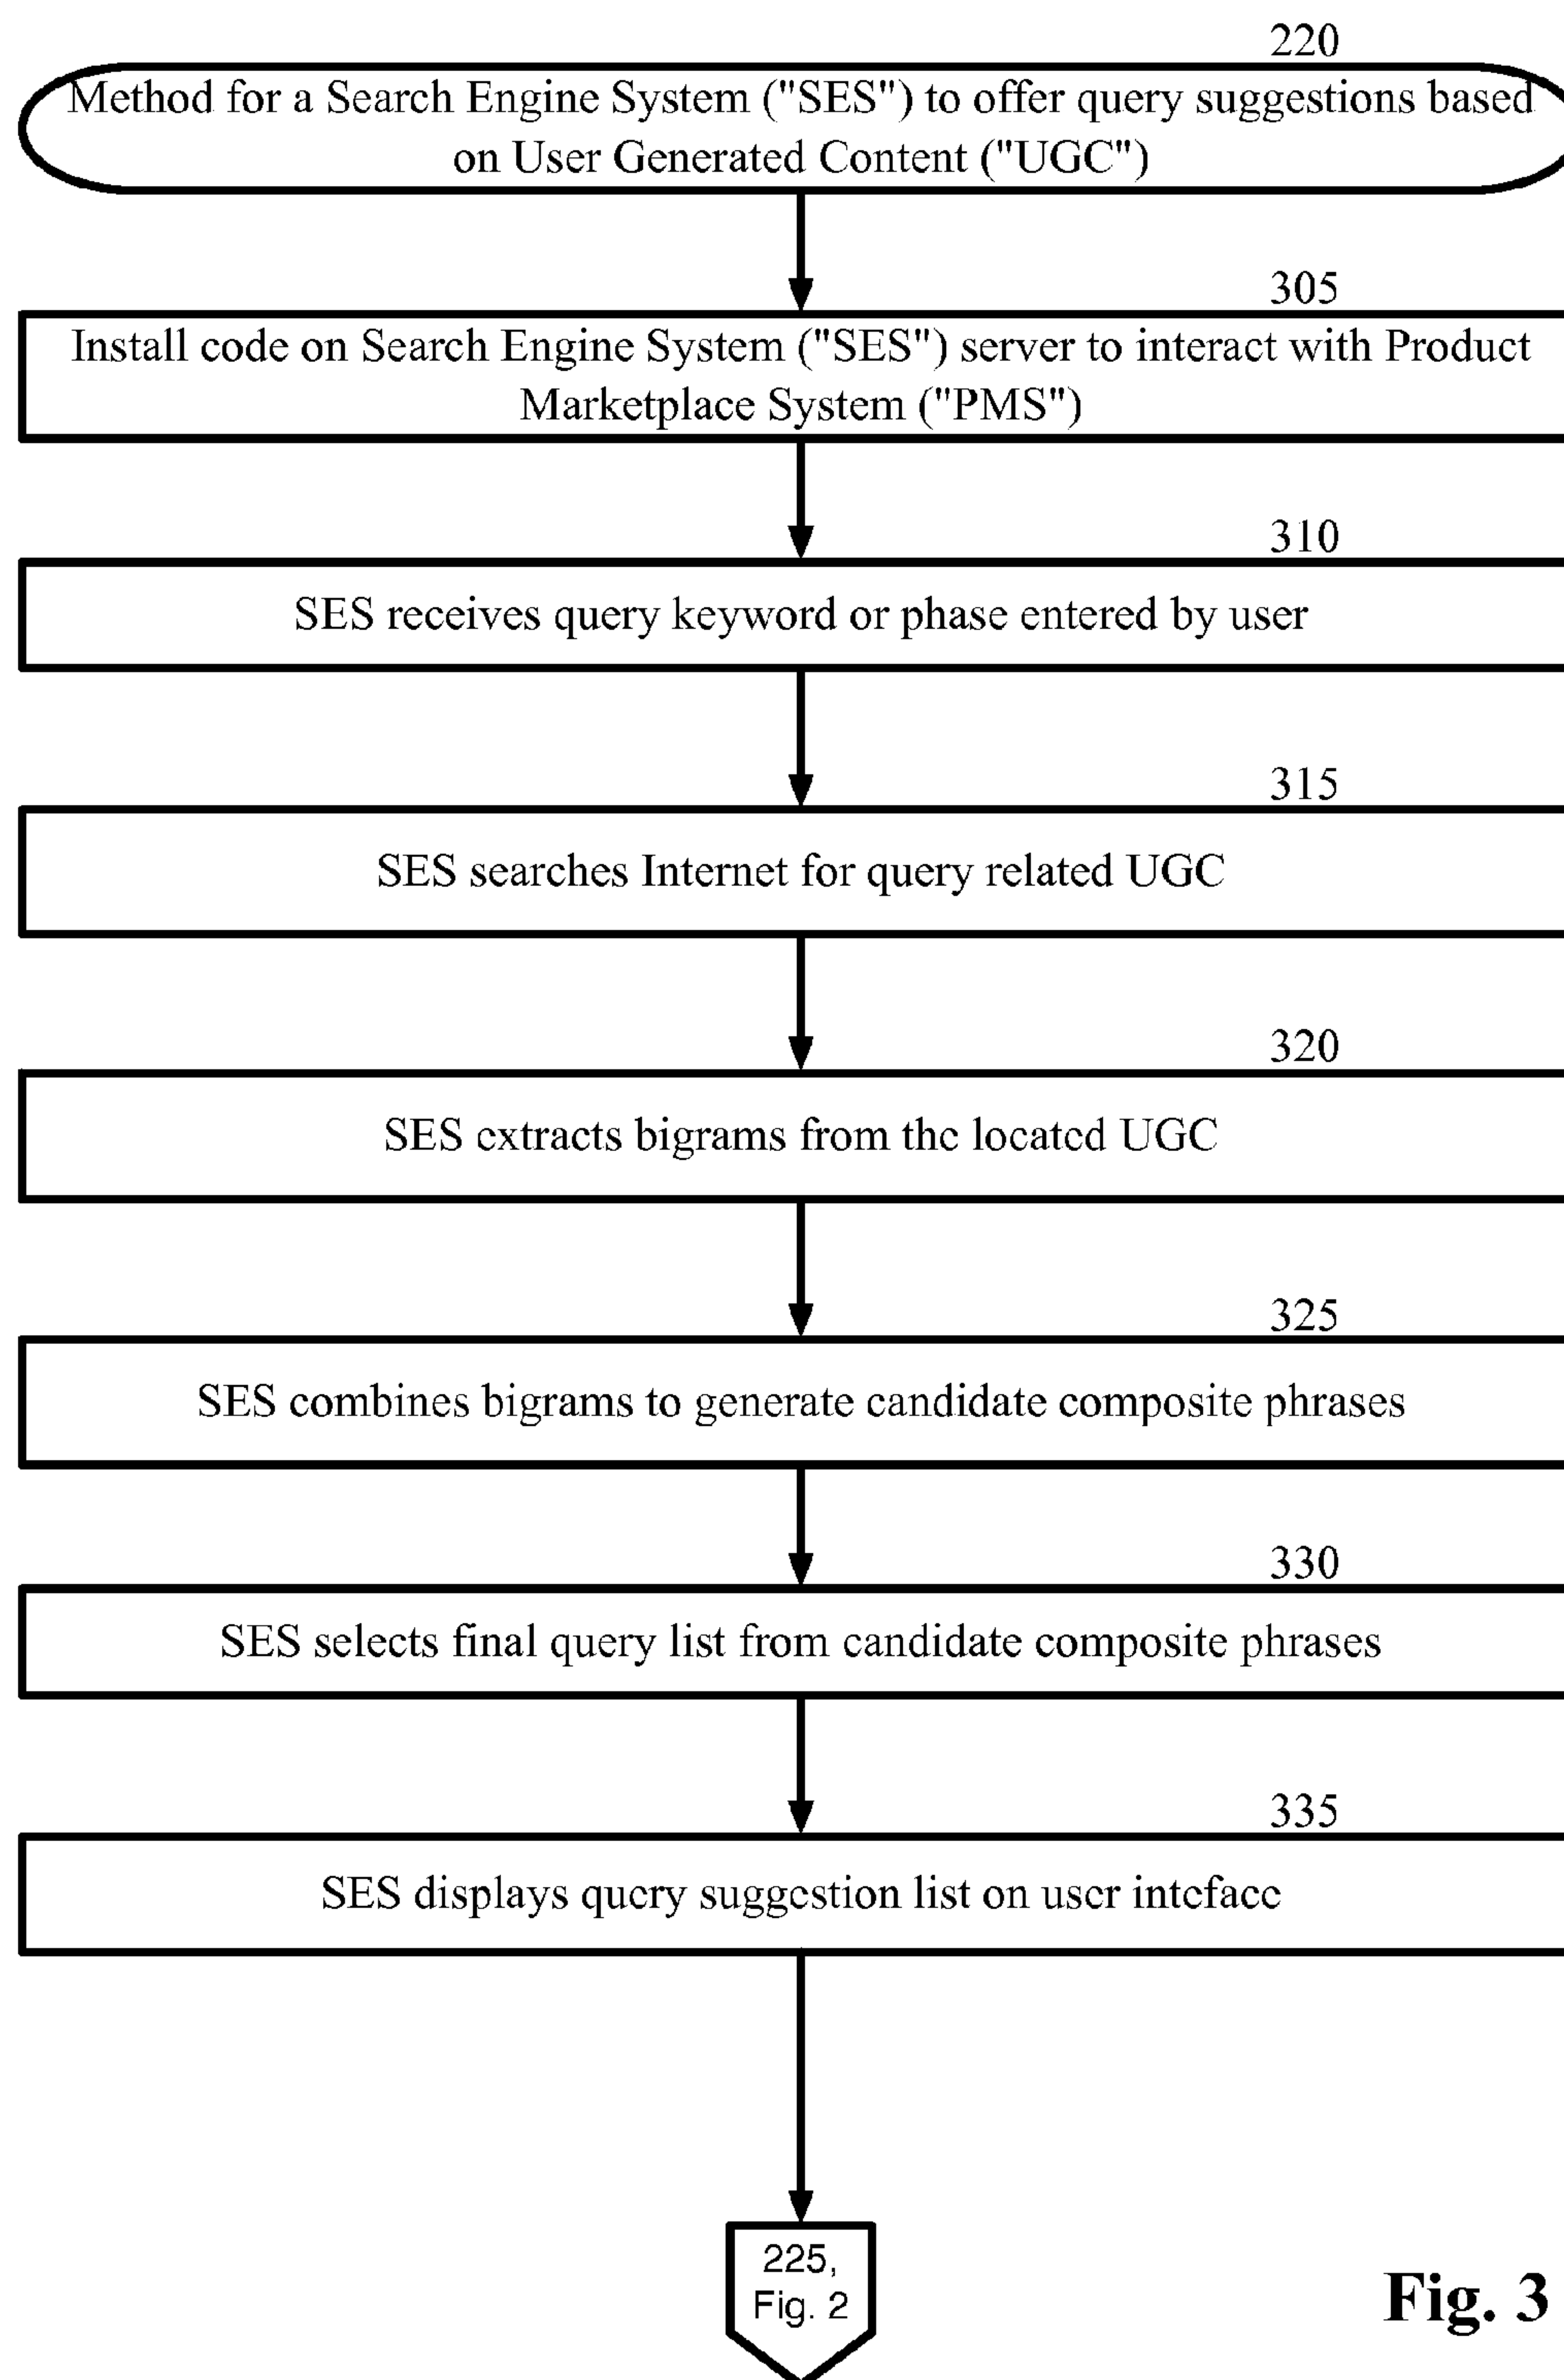 220
Method for a Search Engine System ("SES") to offer query suggestions based
on User Generated Content ("UGC")
305
Install code on Search Engine System ("SES") server to interact with Product
Marketplace System ("PMS")
310
SES receives query keyword or phase entered by user
315
SES searches Internet for query related UGC
320
SES extracts bigrams from the located UGC
325
SES combines bigrams to generate candidate composite phrases
330
SES selects final query list from candidate composite phrases
335
SES displays query suggestion list on user inteface
225,
Fig. 2
Fig. 3